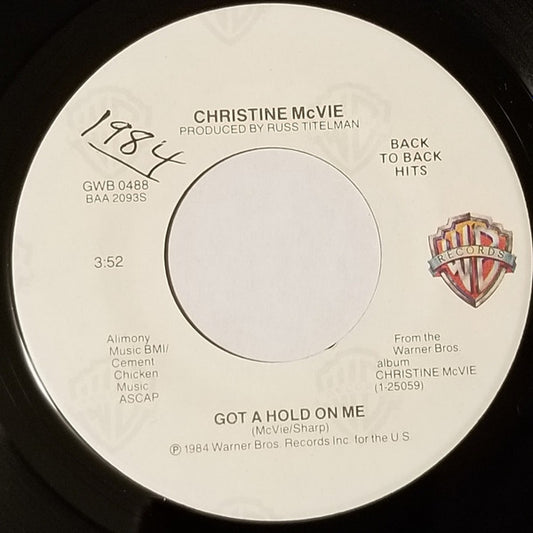 CHRISTINE McVIE
PRODUCED BY RUSS TITELMAN
1984
BACK
TO BACK
HITS
GWB 0488
BAA 2093S
WB
RECORDS
3:52
Alimony
Music BMI/
Cement
Chicken
Music
ASCAP
From the
Warner Bros.
album
CHRISTINE McVIE
(1-25059)
GOT A HOLD ON ME
(McVie/Sharp)
℗ 1984 Warner Bros. Records Inc. for the U.S.